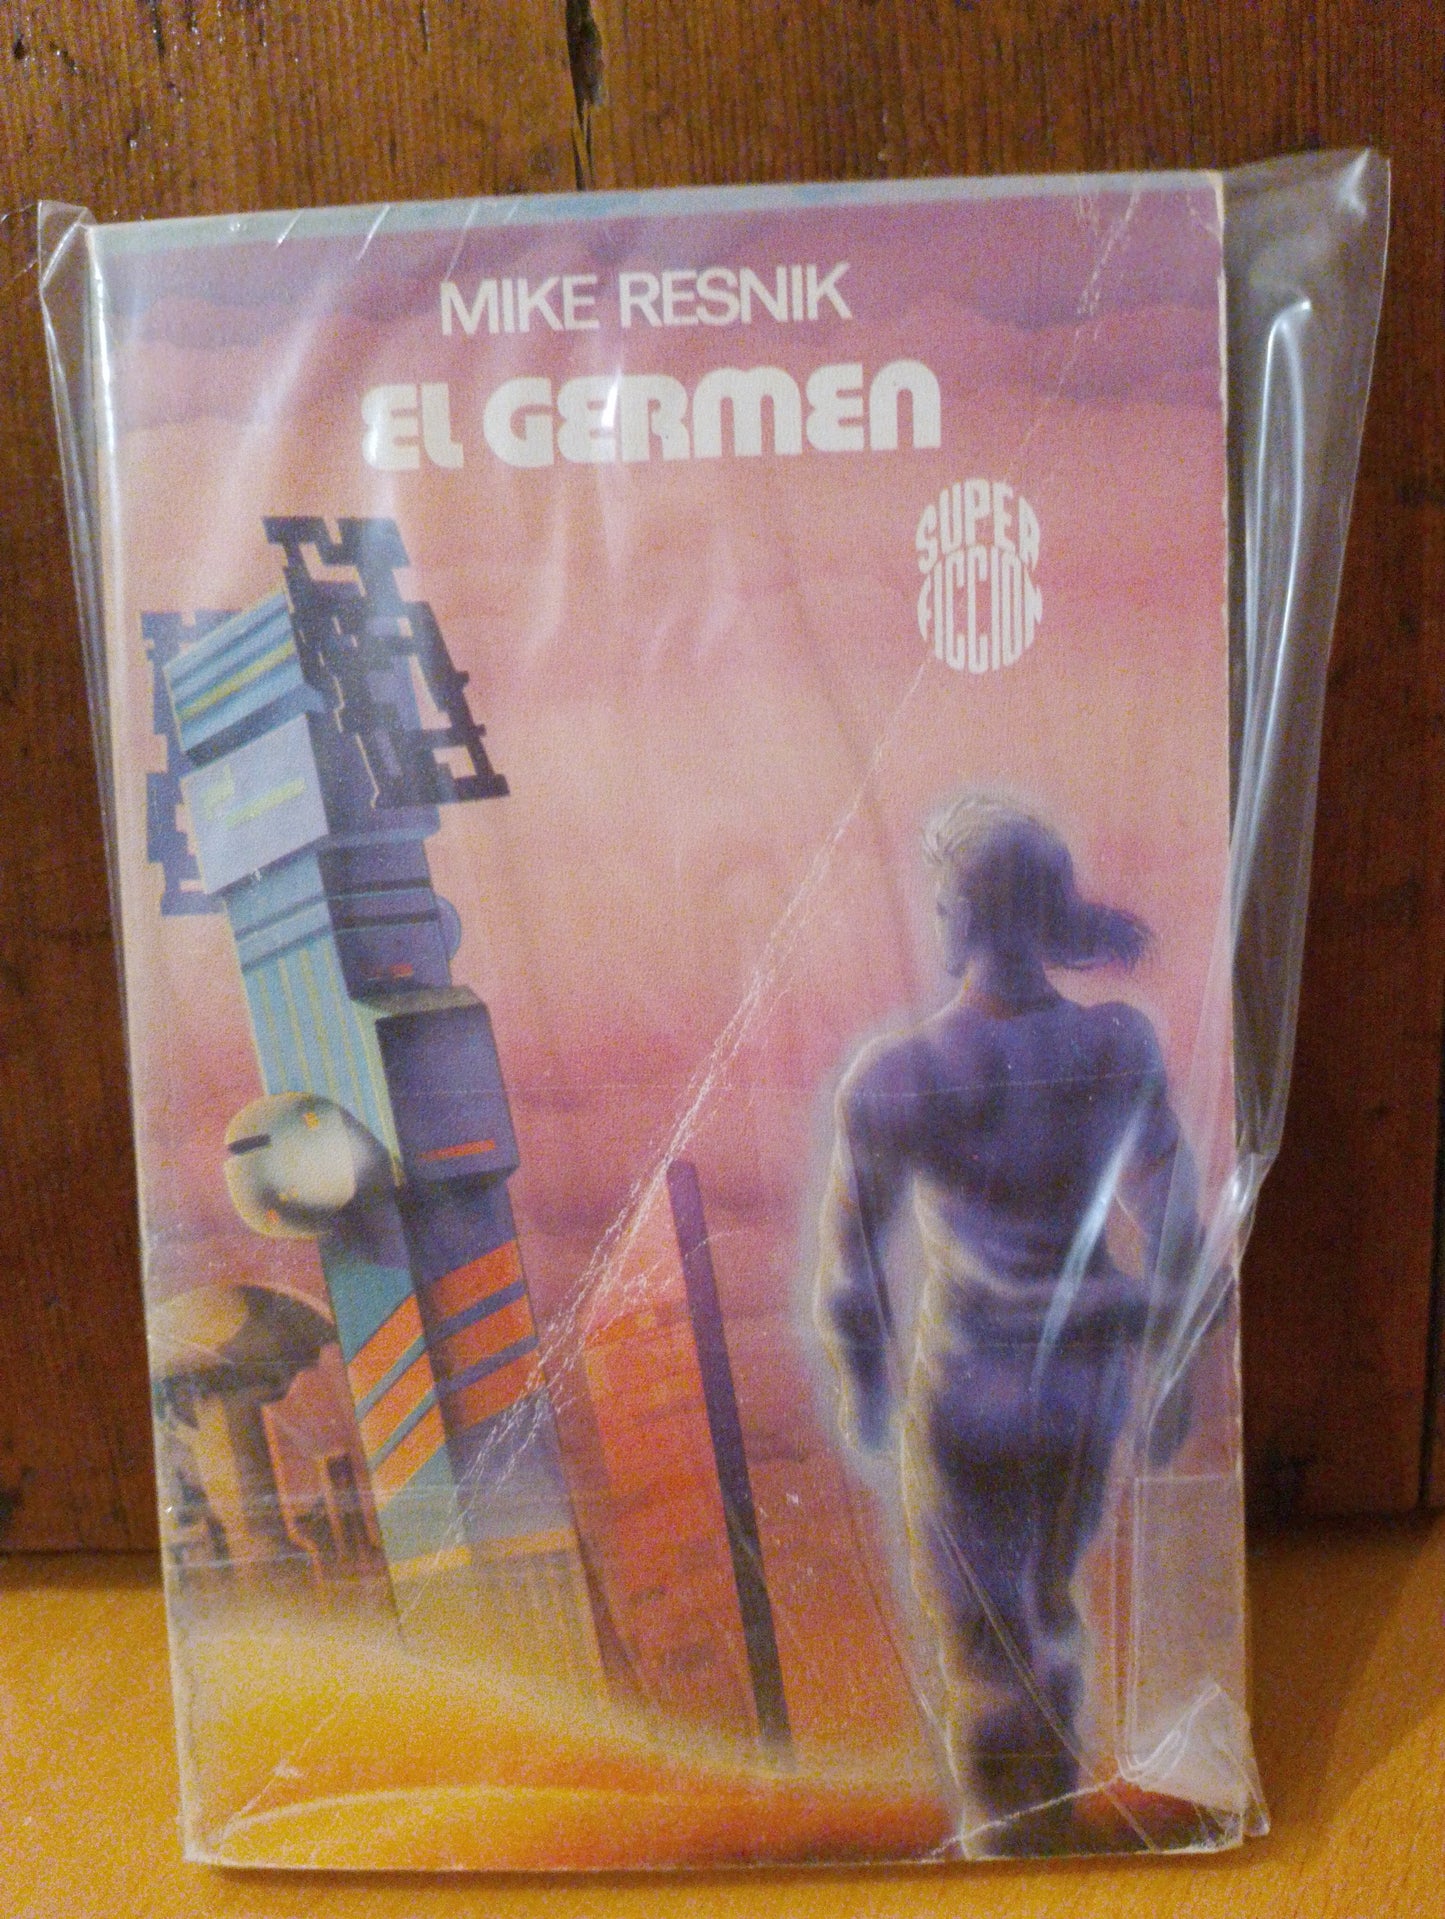 MIKE RESNIK
EL GERMEN
SUPER
FICCION